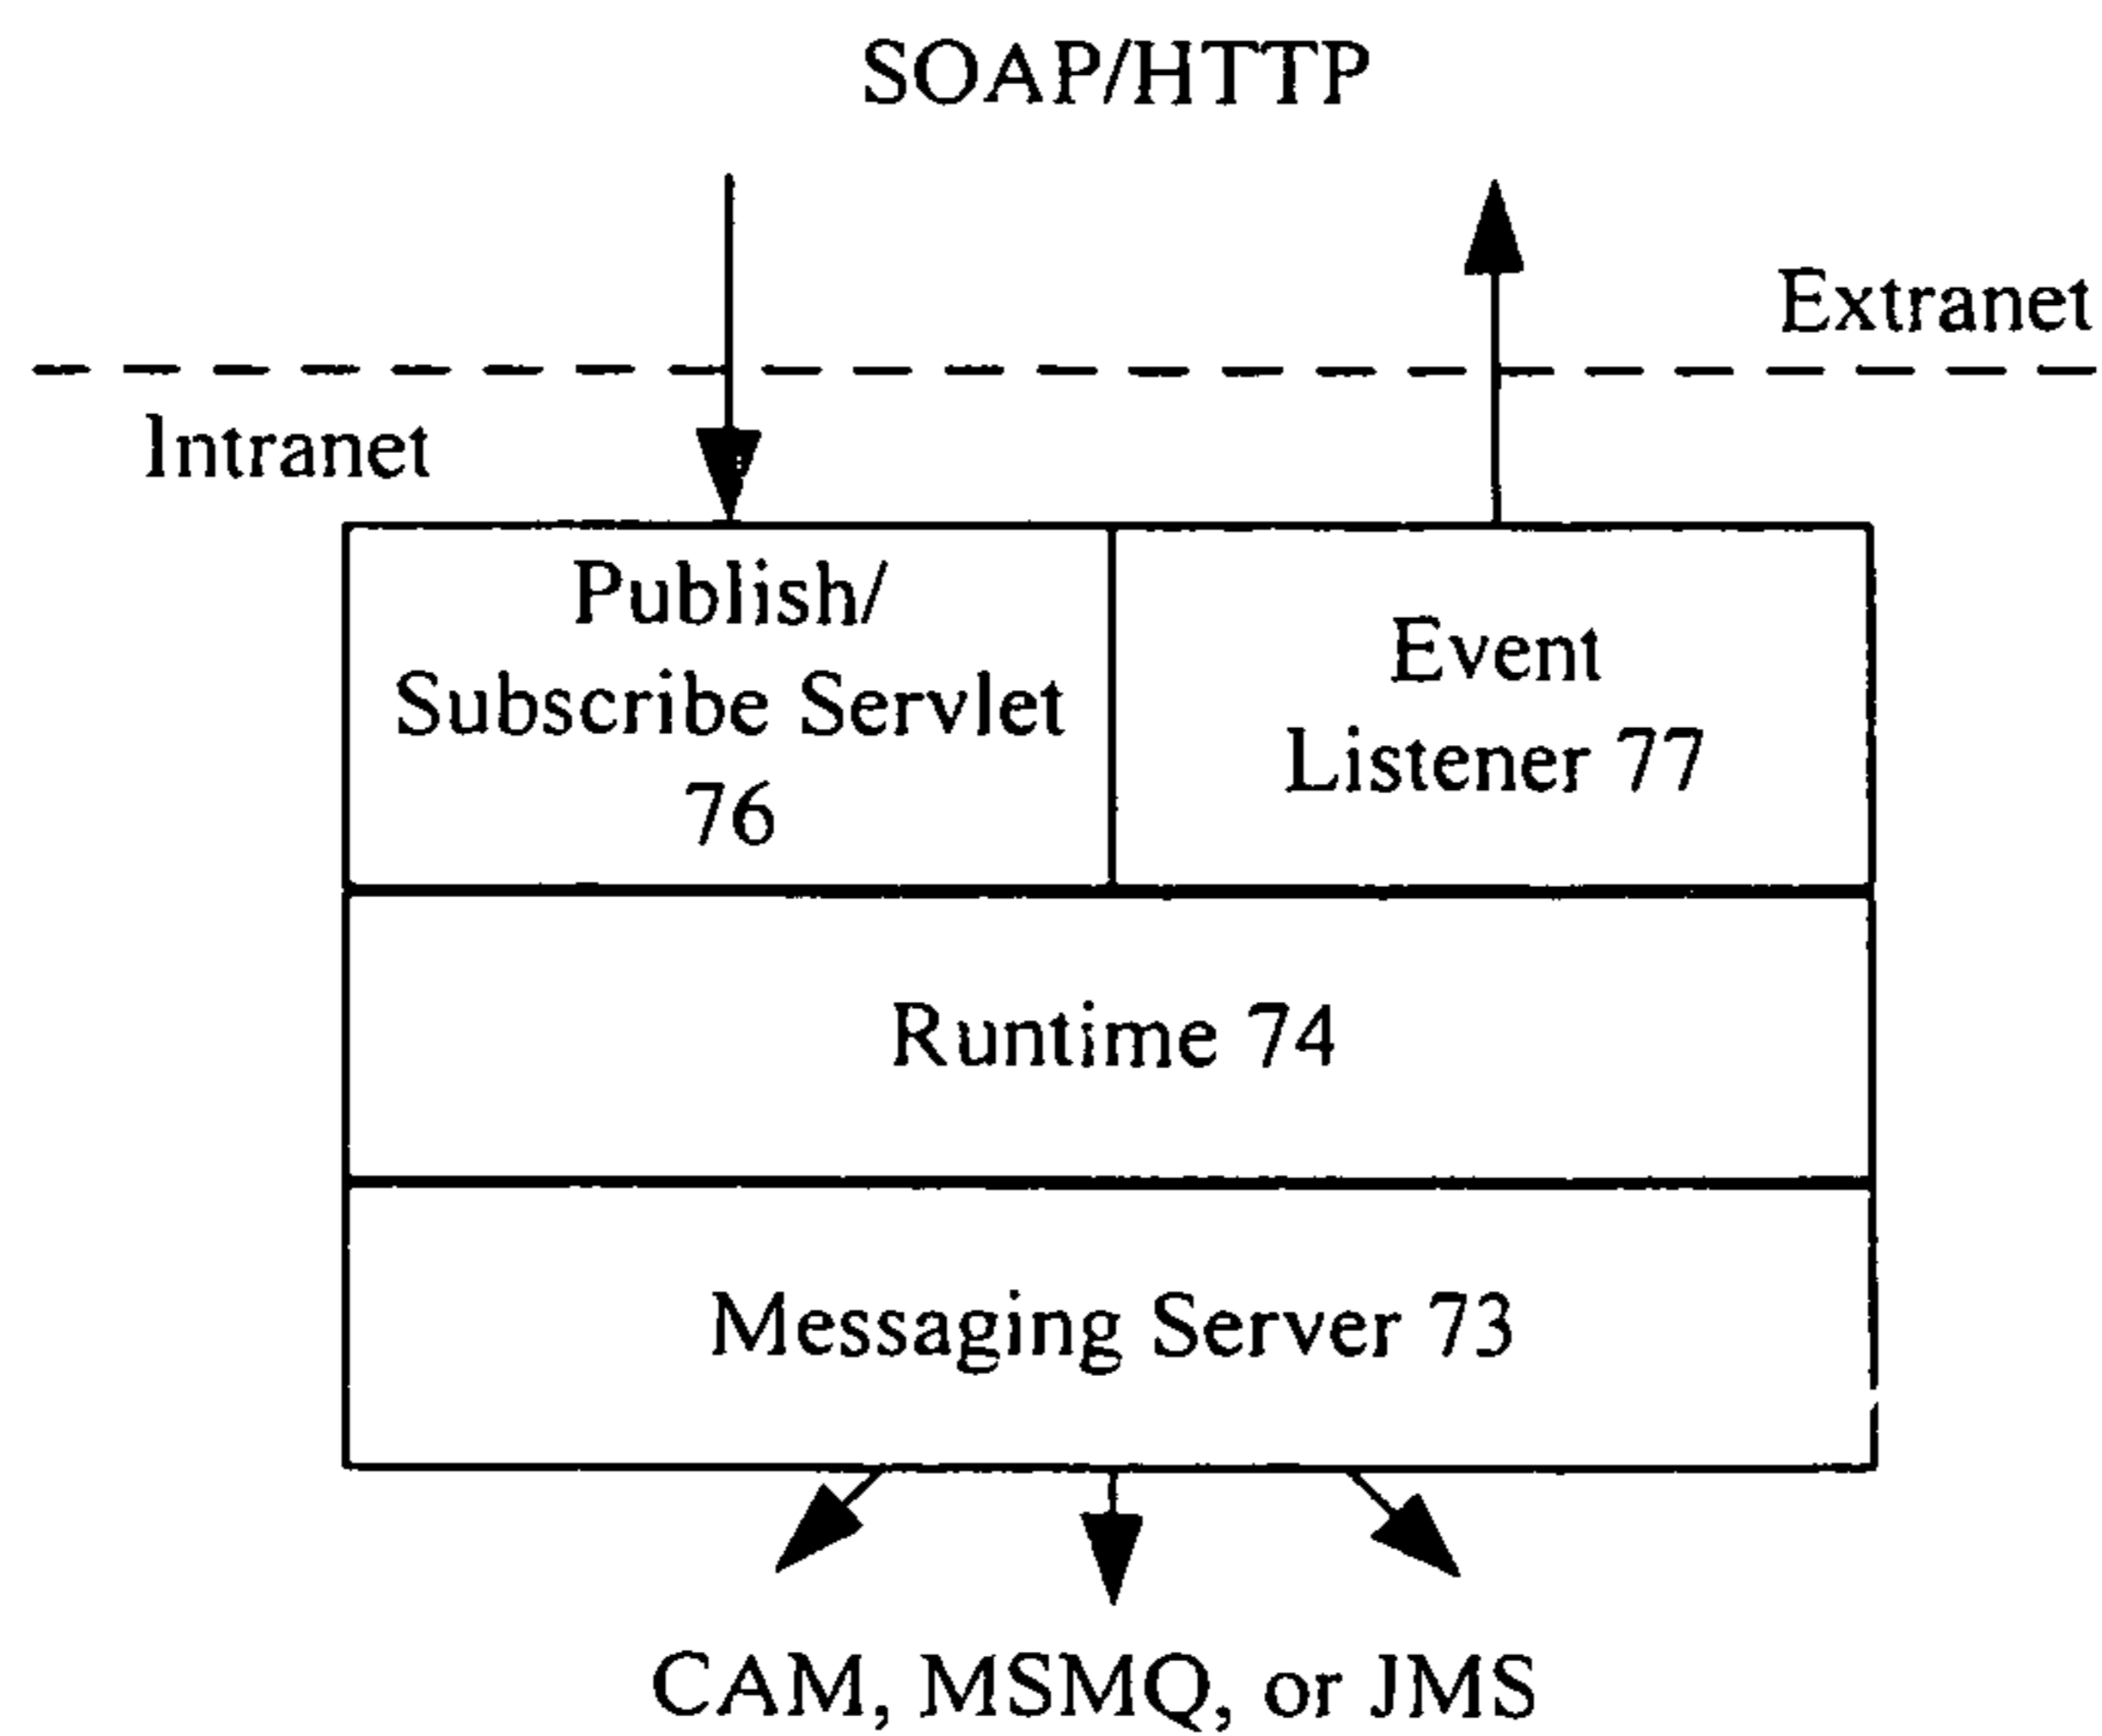 SOAP/HTTP
Extranet
Intranet
Publish/
Subscribe Servlet
76
Event
Listener 77
Runtime 74
Messaging Server 73
CAM, MSMQ, or JMS